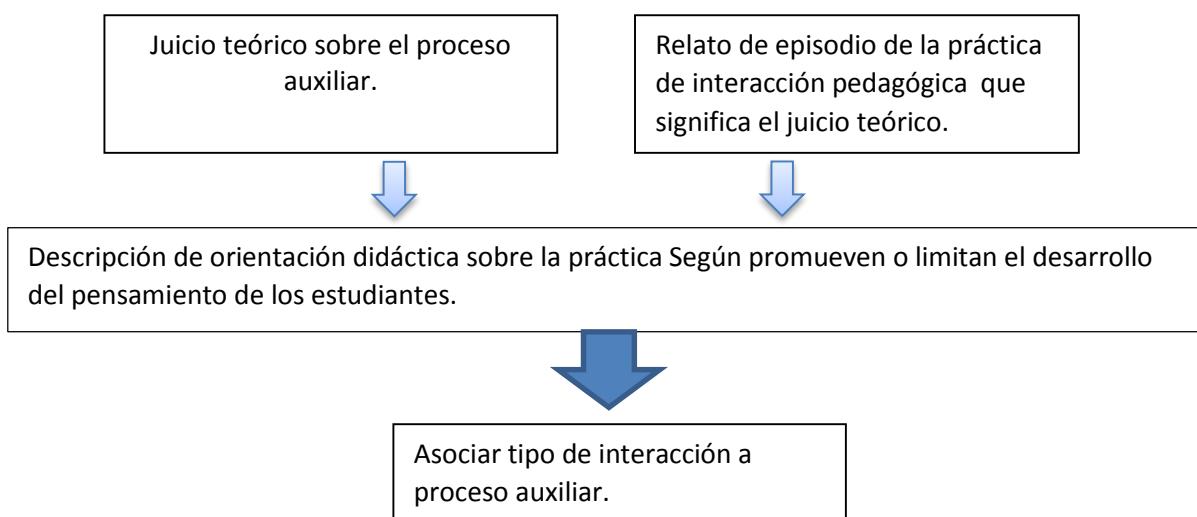 Juicio teórico sobre el proceso
auxiliar.
Relato de episodio de la práctica
de interacción pedagógica que
significa el juicio teórico.
Descripción de orientación didáctica sobre la práctica Según promueven o limitan el desarrollo
del pensamiento de los estudiantes.
Asociar tipo de interacción a
proceso auxiliar.